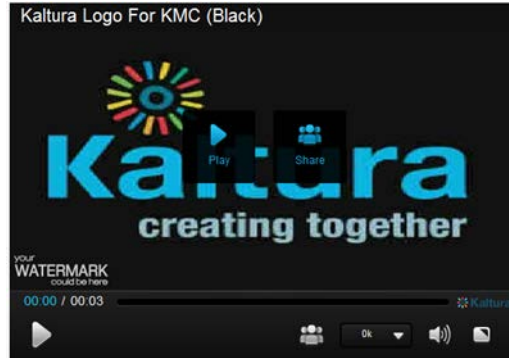 Kaltura Logo For KMC (Black)
Play
Share
Kaltura
creating together
your
WATERMARK
could be here
00:00 / 00:03
Kaltura
0k